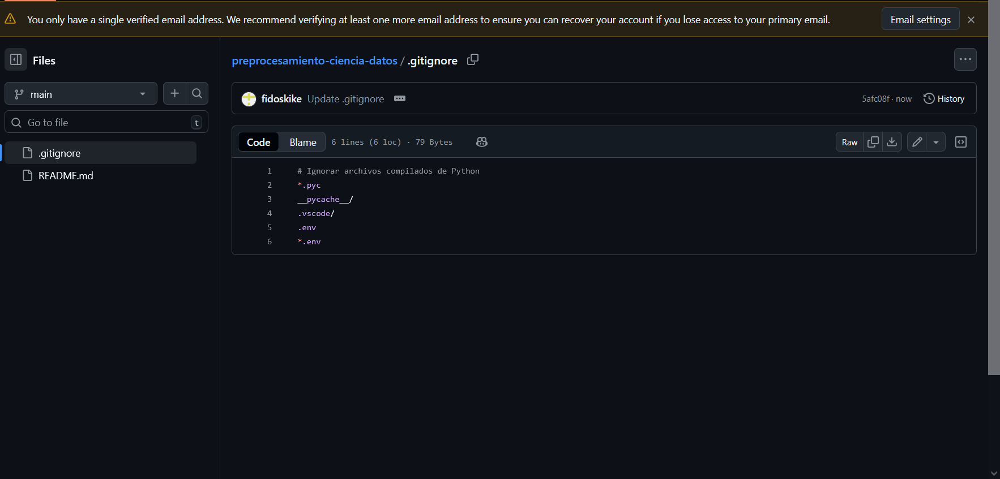 You only have a single verified email address. We recommend verifying at least one more email address to ensure you can recover your account if you lose access to your primary email.
Email settings
Files
preprocesamiento-ciencia-datos / .gitignore
main
fidoskike Update .gitignore
5afc08f · now
History
Go to file
t
Code
Blame
6 lines (6 loc) · 79 Bytes
Raw
.gitignore
README.md
1 # Ignorar archivos compilados de Python
2 *.pyc
3 __pycache__/
4 .vscode/
5 .env
6 *.env